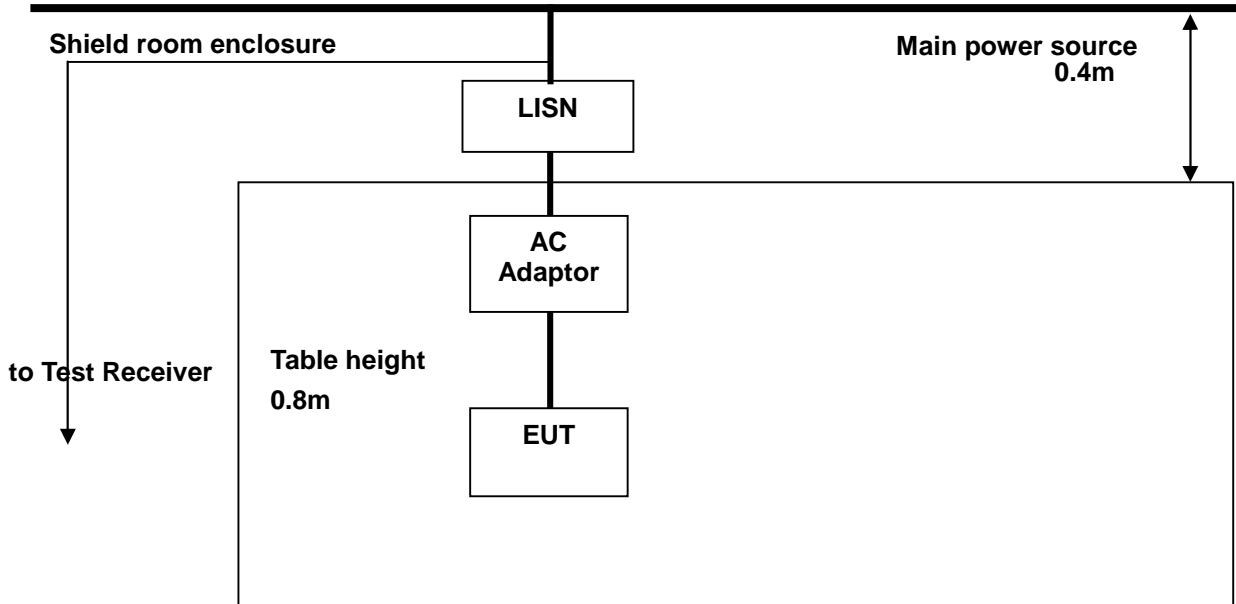 Shield room enclosure
Main power source
0.4m
LISN
AC
Adaptor
Table height
to Test Receiver
0.8m
EUT